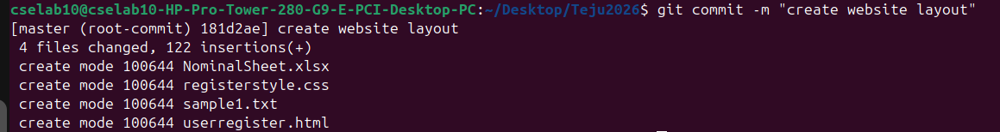 cselab10@cselab10-HP-Pro-Tower-280-G9-E-PCI-Desktop-PC:~/Desktop/Teju2026$ git commit -m "create website layout"
[master (root-commit) 181d2ae] create website layout
 4 files changed, 122 insertions(+)
 create mode 100644 NominalSheet.xlsx
 create mode 100644 registerstyle.css
 create mode 100644 sample1.txt
 create mode 100644 userregister.html